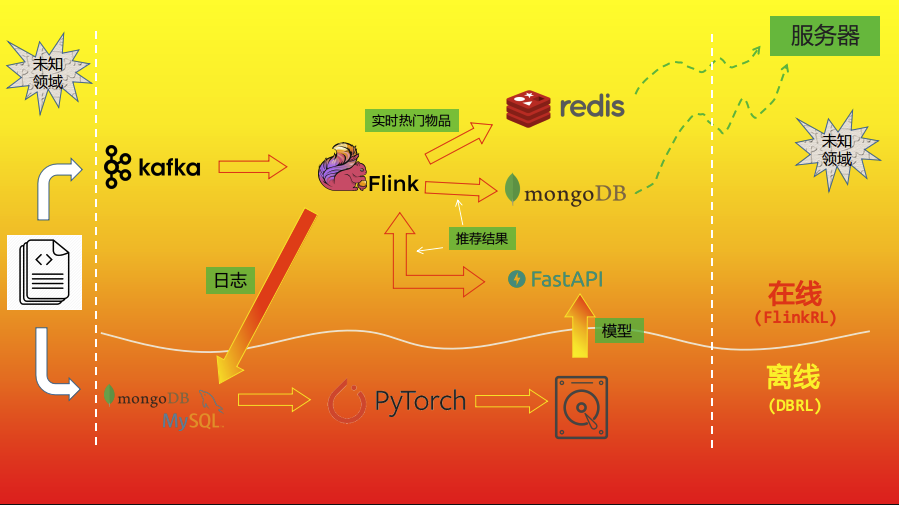 服务器
未知
领域
实时热门物品
redis
未知
领域
kafka
Flink
mongoDB
推荐结果
日志
FastAPI
在线
(FlinkRL)
模型
离线
(DBRL)
mongoDB
MySQL
PyTorch